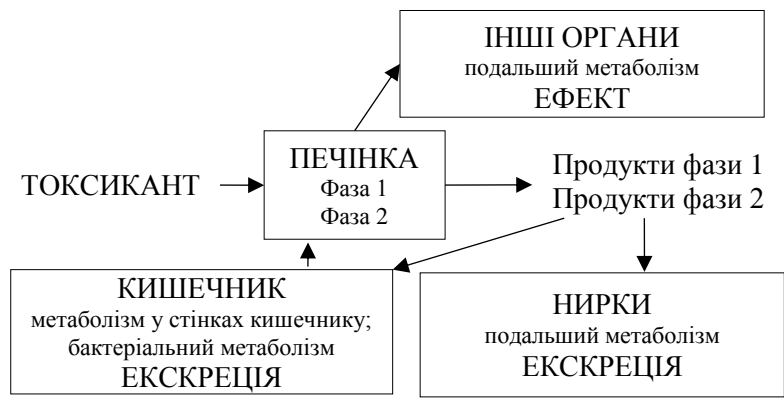 ІНШІ ОРГАНИ
подальший метаболізм
ЕФЕКТ
ТОКСИКАНТ
ПЕЧІНКА
Фаза 1
Фаза 2
Продукти фази 1
Продукти фази 2
КИШЕЧНИК
метаболізм у стінках кишечнику;
бактеріальний метаболізм
ЕКСКРЕЦІЯ
НИРКИ
подальший метаболізм
ЕКСКРЕЦІЯ